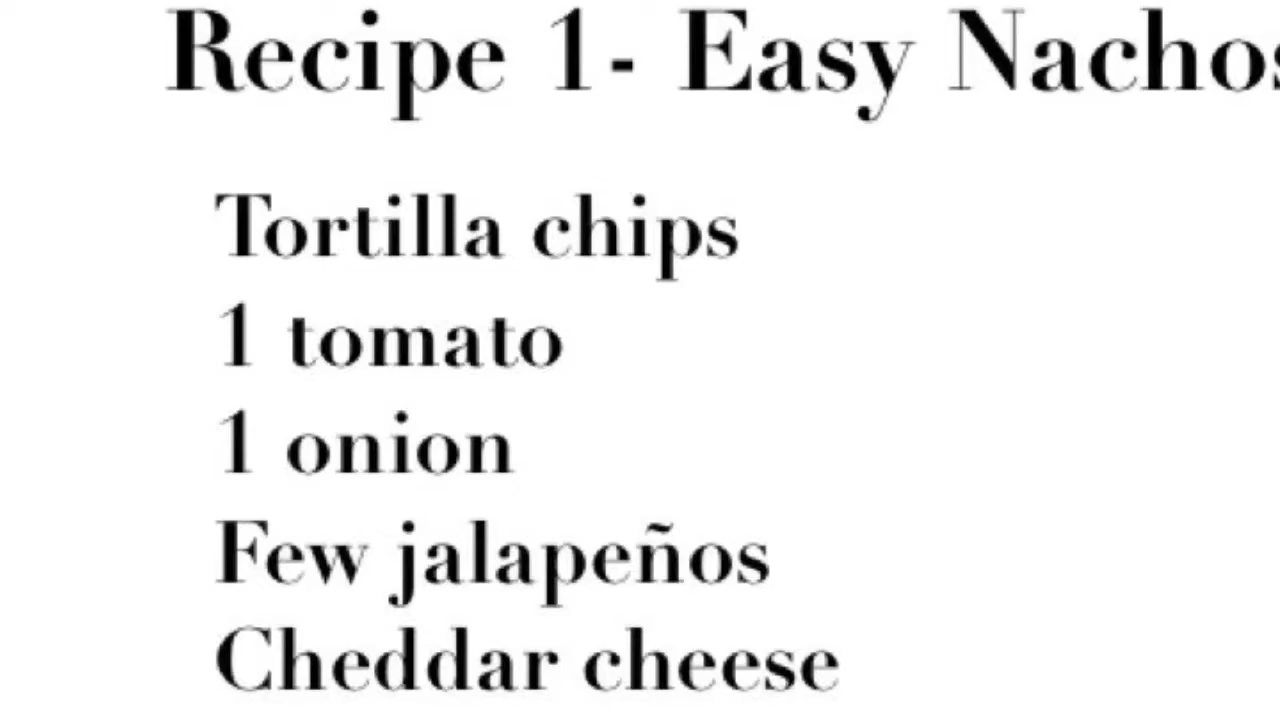 Recipe 1- Easy Nachos
Tortilla chips
1 tomato
1 onion
Few jalapeños
Cheddar cheese